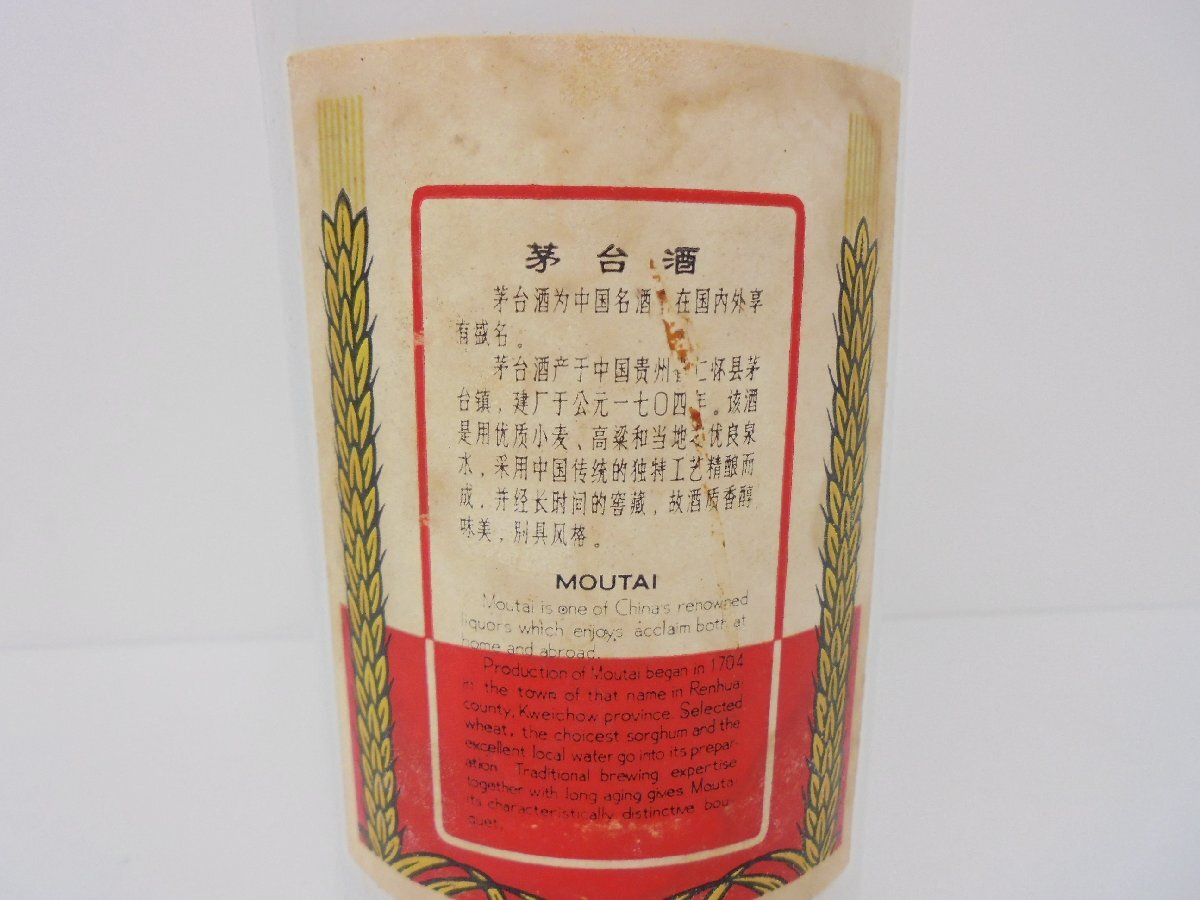 茅台酒
茅台酒为中国名酒,在国内外享
有盛名。
茅台酒产于中国贵州省仁怀县茅
台镇，建厂于公元一七〇四年。该酒
是用优质小麦、高粱和当地之优良泉
水，采用中国传统的独特工艺精酿而
成，并经长时间的窖藏，故酒质香醇，
味美，别具风格。
MOUTAI
Moutai is one of China's renowned
liquors which enjoys acclaim both at
home and abroad.
Production of Moutai began in 1704
in the town of that name in Renhuai
county, Kweichow province. Selected
wheat, the choicest sorghum and the
excellent local water go into its prepar-
ation. Traditional brewing expertise
together with long aging gives Moutai
its characteristically distinctive bou-
quet.